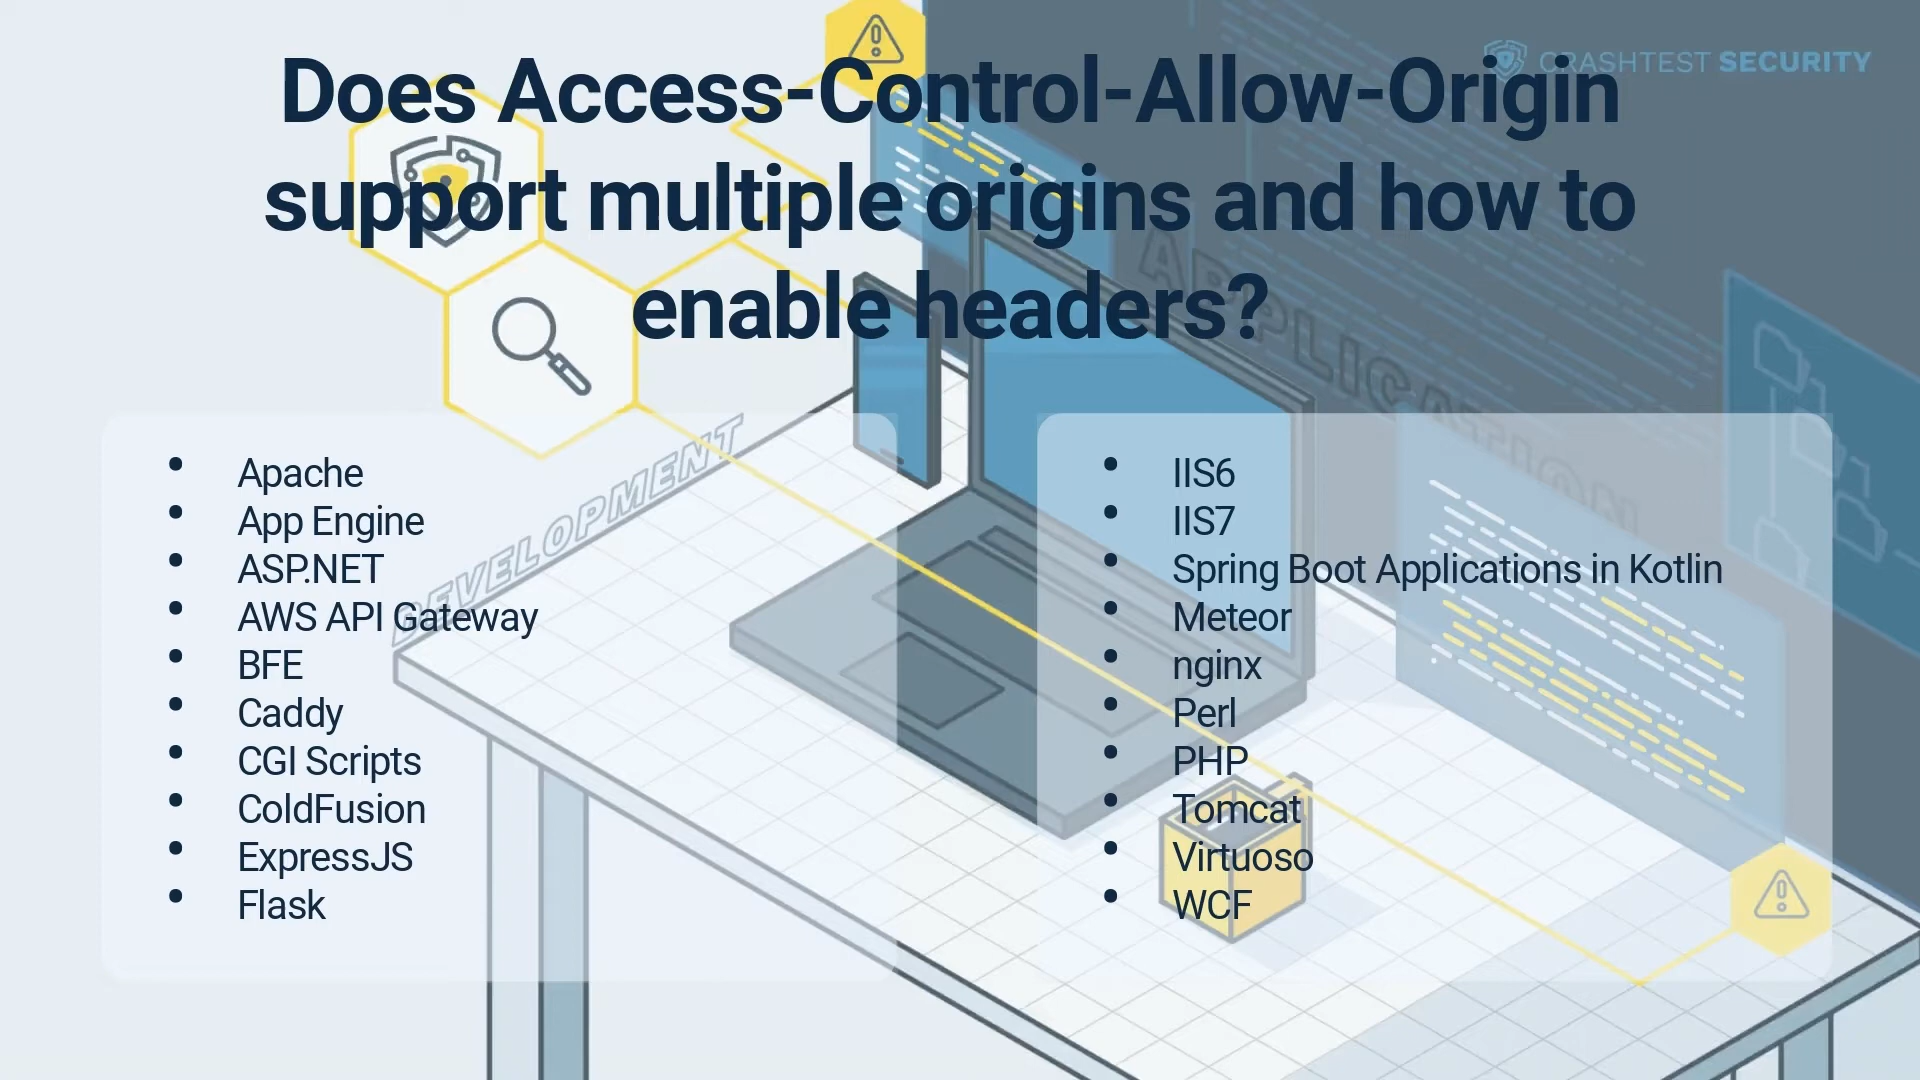 CRASHTEST SECURITY
Does Access-Control-Allow-Origin
support multiple origins and how to
enable headers?
APPLICATION
DEVELOPMENT
• Apache
• App Engine
• ASP.NET
• AWS API Gateway
• BFE
• Caddy
• CGI Scripts
• ColdFusion
• ExpressJS
• Flask
• IIS6
• IIS7
• Spring Boot Applications in Kotlin
• Meteor
• nginx
• Perl
• PHP
• Tomcat
• Virtuoso
• WCF